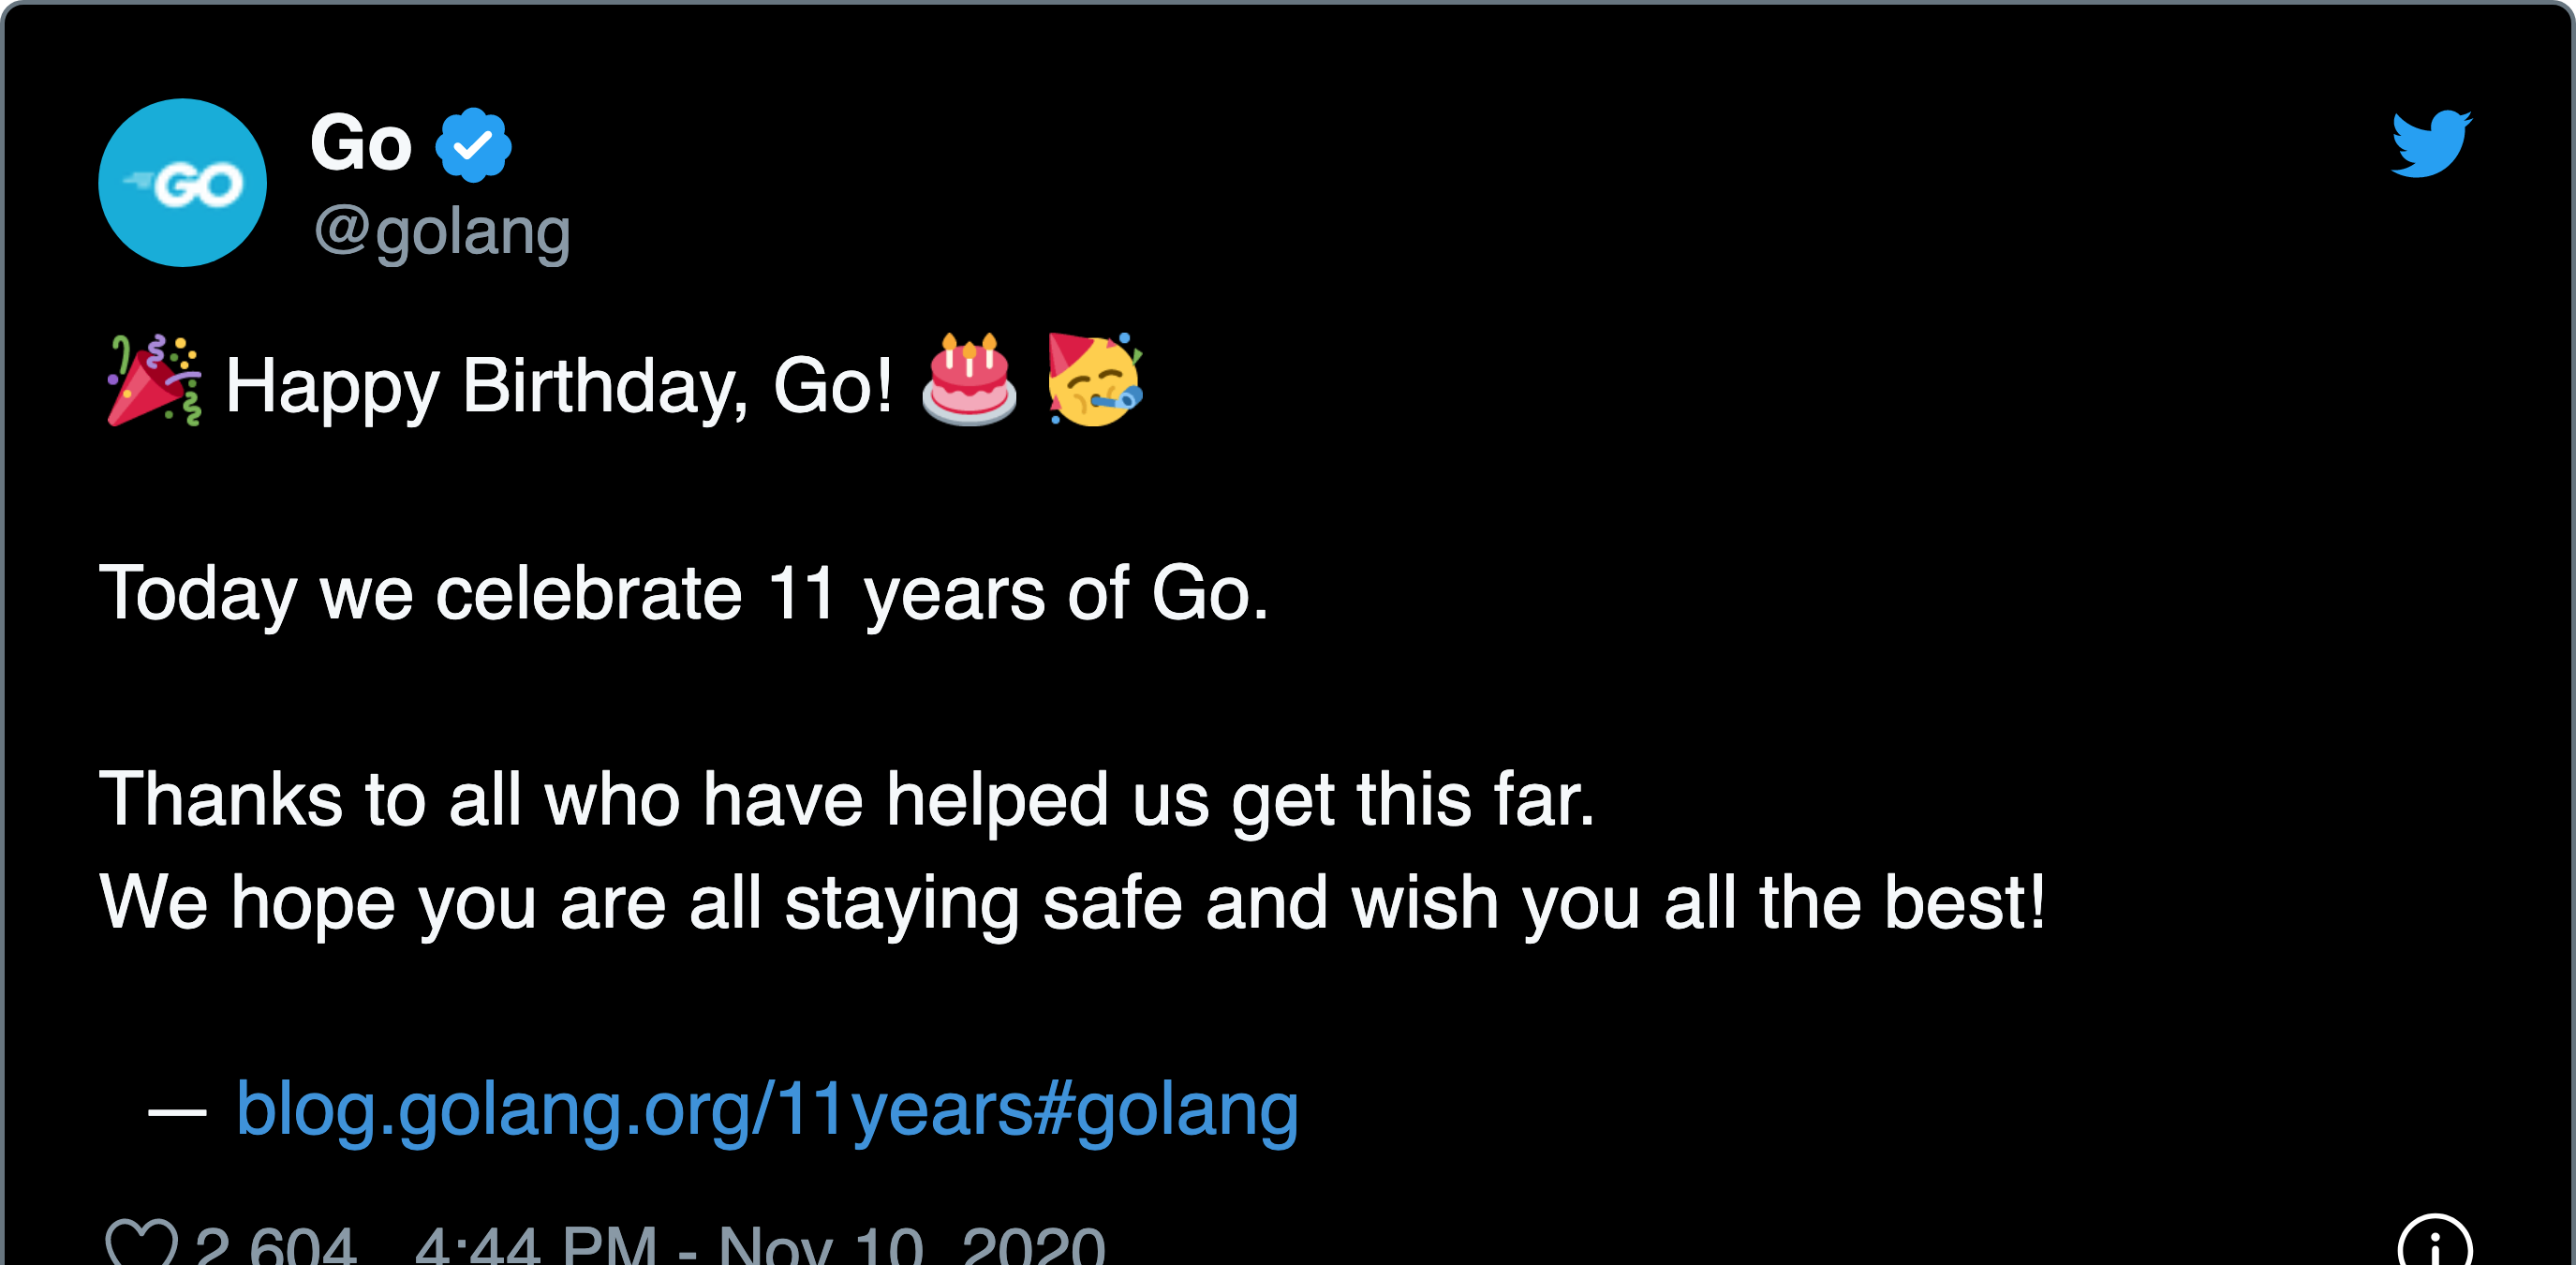 GO
Go
@golang
🎉 Happy Birthday, Go! 🎂 🥳
Today we celebrate 11 years of Go.
Thanks to all who have helped us get this far.
We hope you are all staying safe and wish you all the best!
— blog.golang.org/11years#golang
2,604 4:44 PM - Nov 10, 2020